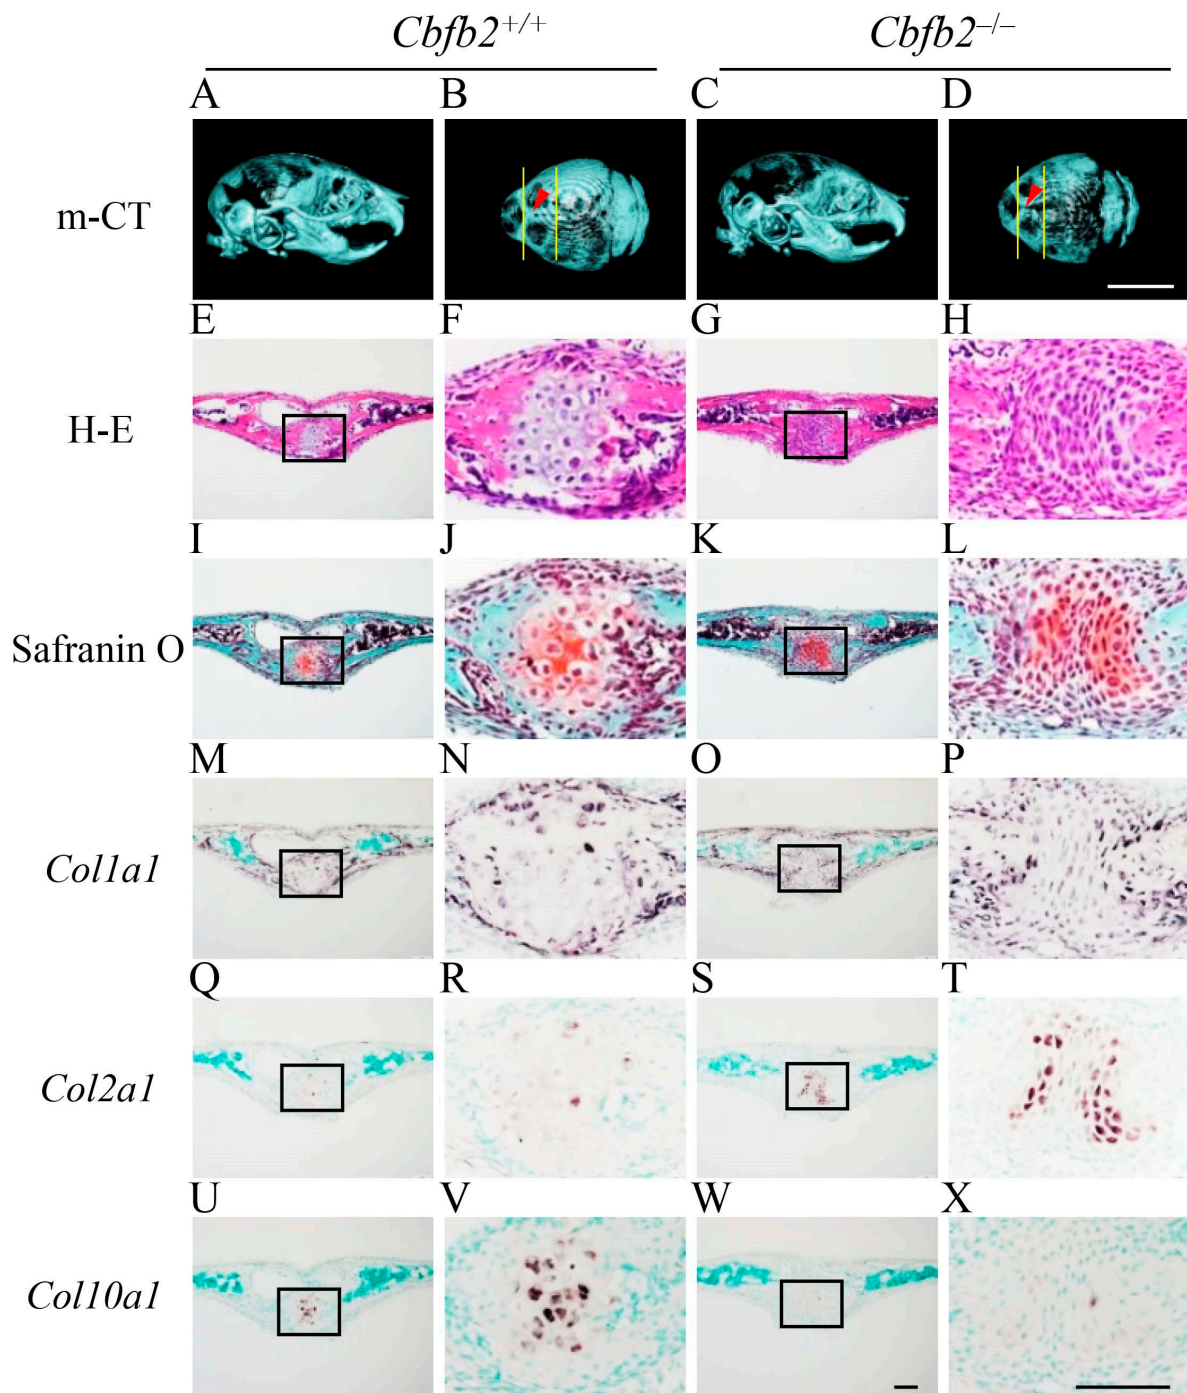 Cbfb2+/+ Cbfb2–/–
A B C D
m-CT
E F G H
H-E
I J K L
Safranin O
M N O P
Col1a1
Q R S T
Col2a1
U V W X
Col10a1